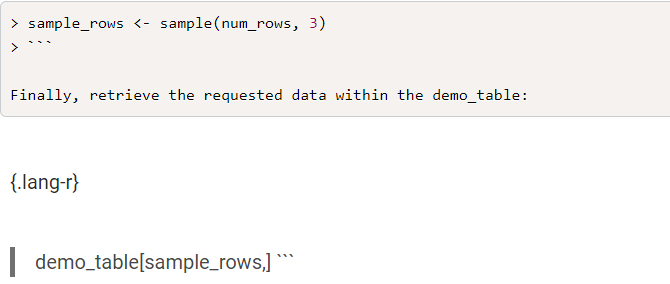 > sample_rows <- sample(num_rows, 3)
> ```
Finally, retrieve the requested data within the demo_table:
{.lang-r}
demo_table[sample_rows,] ```